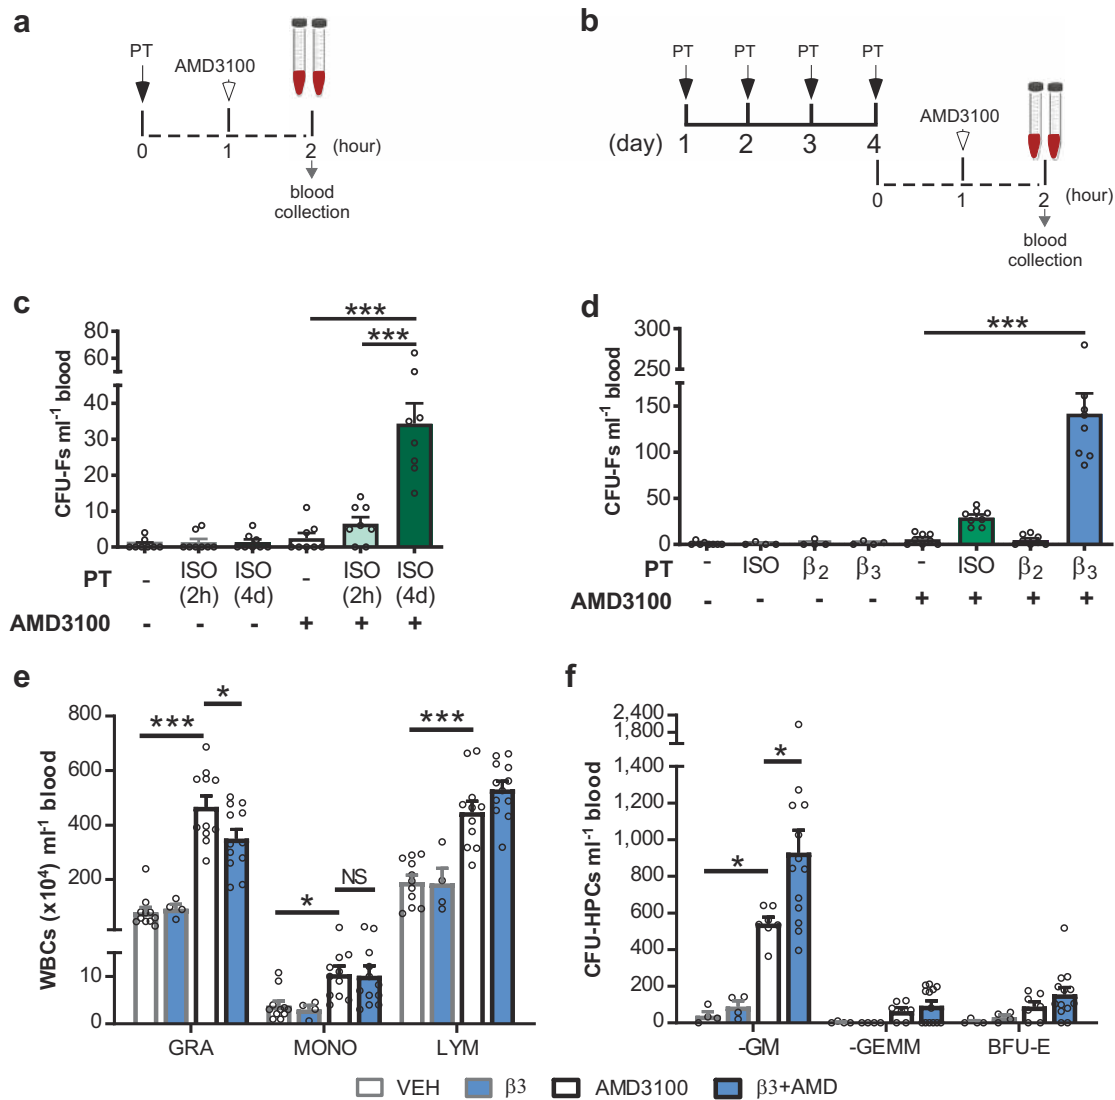 a
PT
AMD3100
0 1 2 (hour)
blood
collection
b
PT PT PT PT
(day) 1 2 3 4
AMD3100
0 1 2 (hour)
blood
collection
c
CFU-Fs ml-1 blood
80
60
40
30
20
10
0
***
***
PT - ISO (2h) ISO (4d) - ISO (2h) ISO (4d)
AMD3100 - - - + + +
d
CFU-Fs ml-1 blood
300
250
150
100
50
0
***
PT - ISO β2 β3 - ISO β2 β3
AMD3100 - - - - + + + +
e
WBCs (x10⁴) ml-1 blood
800
600
400
200
10
0
***
*
*
NS
***
GRA MONO LYM
f
CFU-HPCs ml-1 blood
2,400
1,800
1,400
1,200
1,000
800
600
400
200
0
*
*
-GM -GEMM BFU-E
VEH β3 AMD3100 β3+AMD